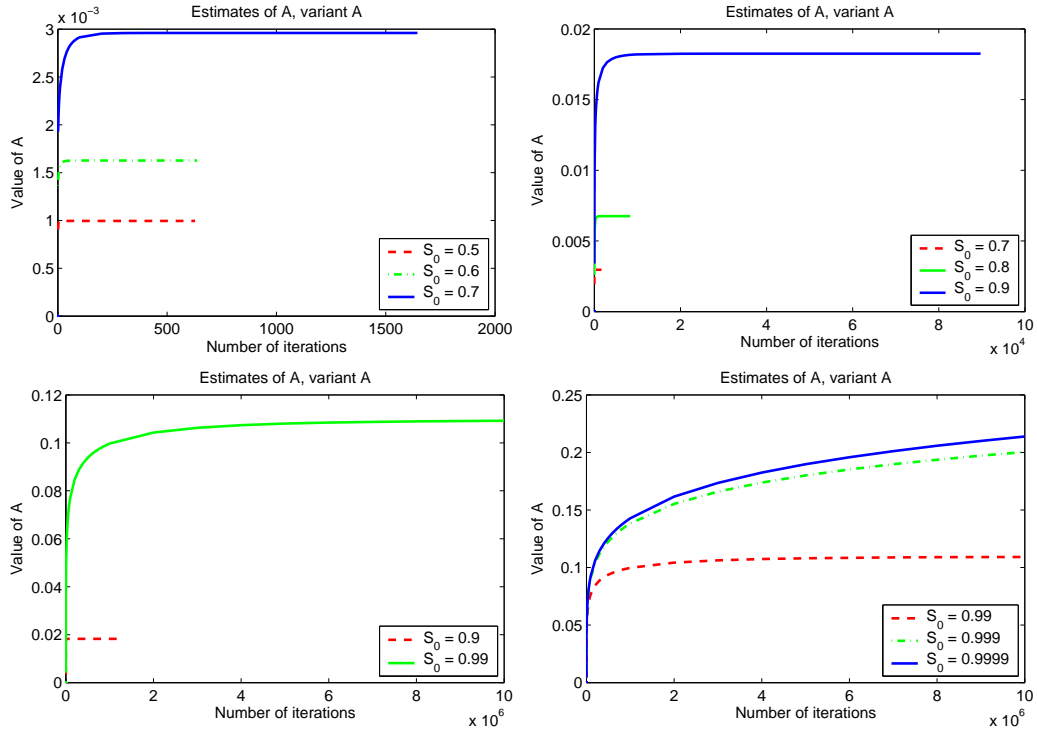 Estimates of A, variant A
x 10⁻³
3
2.5
2
1.5
1
0.5
0
Value of A
0
500
1000
1500
2000
Number of iterations
S_0 = 0.5
S_0 = 0.6
S_0 = 0.7
Estimates of A, variant A
0.02
0.015
0.01
0.005
0
Value of A
0
2
4
6
8
10
x 10⁴
Number of iterations
S_0 = 0.7
S_0 = 0.8
S_0 = 0.9
Estimates of A, variant A
0.12
0.1
0.08
0.06
0.04
0.02
0
Value of A
0
2
4
6
8
10
x 10⁶
Number of iterations
S_0 = 0.9
S_0 = 0.99
Estimates of A, variant A
0.25
0.2
0.15
0.1
0.05
0
Value of A
0
2
4
6
8
10
x 10⁶
Number of iterations
S_0 = 0.99
S_0 = 0.999
S_0 = 0.9999